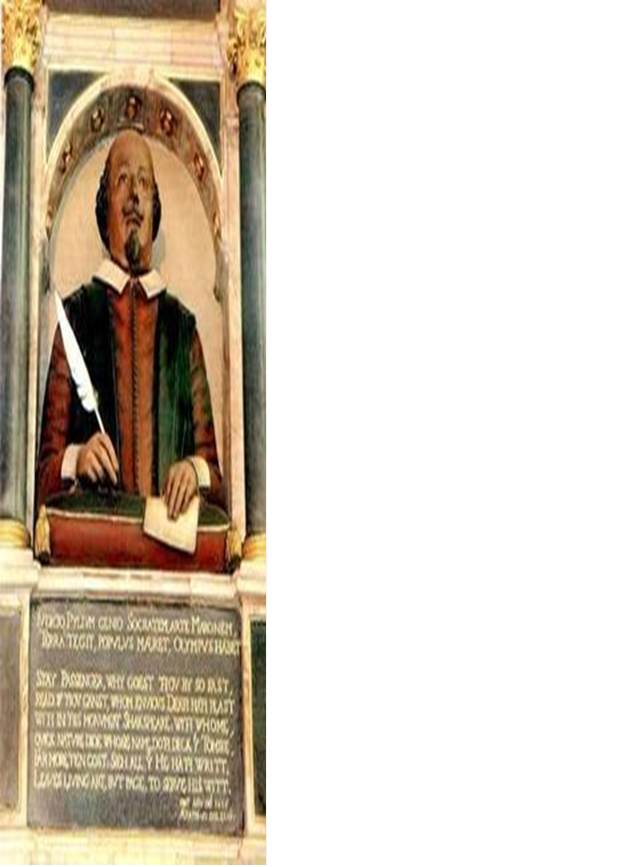 IVDICIO PYLIVM GENIO SOCRATEM, ARTE MARONEM,
TERRA TEGIT, POPVLVS MÆRET, OLYMPVS HABET
STAY PASSENGER, WHY GOEST THOV BY SO FAST,
READ IF THOV CANST, WHOM ENVIOVS DEATH HATH PLAST
WITH IN THIS MONVMENT SHAKSPEARE: WITH WHOME,
QVICK NATVRE DIDE WHOSE NAME, DOTH DECK Yᵉ TOMBE,
FAR MORE, THEN COST: SIEH ALL, Yᵗ HE HATH WRITT,
LEAVES LIVING ART, BVT PAGE, TO SERVE HIS WITT.